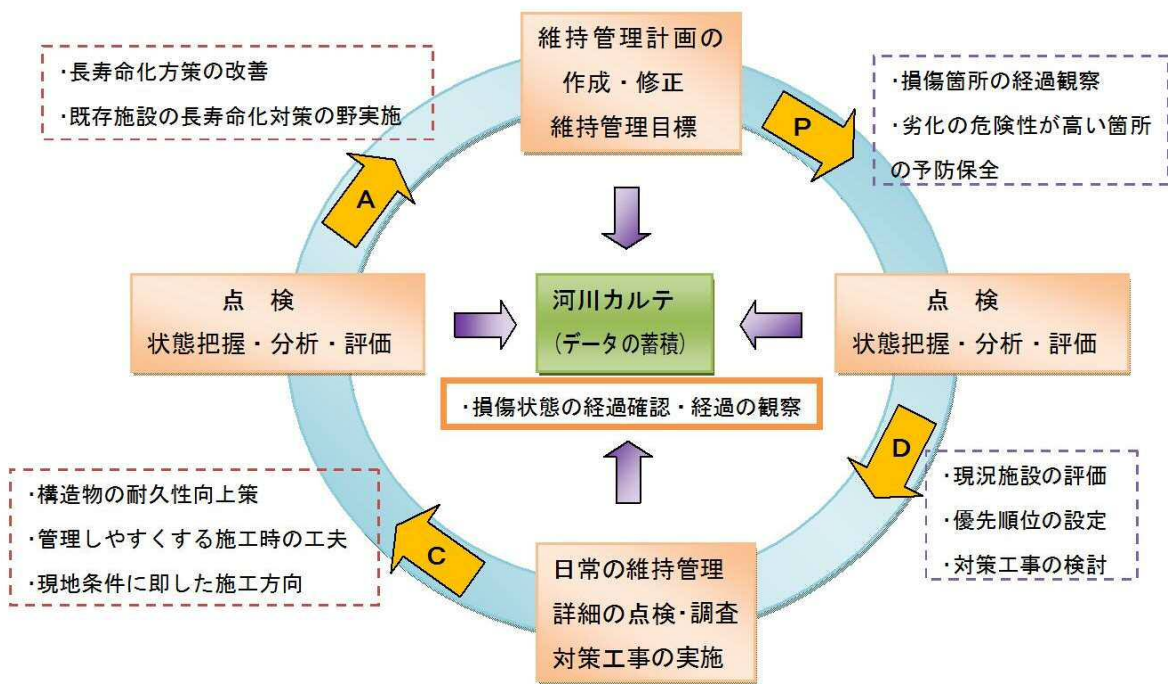 維持管理計画の
作成・修正
維持管理目標
・長寿命化方策の改善
・既存施設の長寿命化対策の野実施
P
・損傷箇所の経過観察
・劣化の危険性が高い箇所
の予防保全
A
点　検
状態把握・分析・評価
河川カルテ
(データの蓄積)
点　検
状態把握・分析・評価
・損傷状態の経過確認・経過の観察
D
・現況施設の評価
・優先順位の設定
・対策工事の検討
・構造物の耐久性向上策
・管理しやすくする施工時の工夫
・現地条件に即した施工方向
C
日常の維持管理
詳細の点検・調査
対策工事の実施